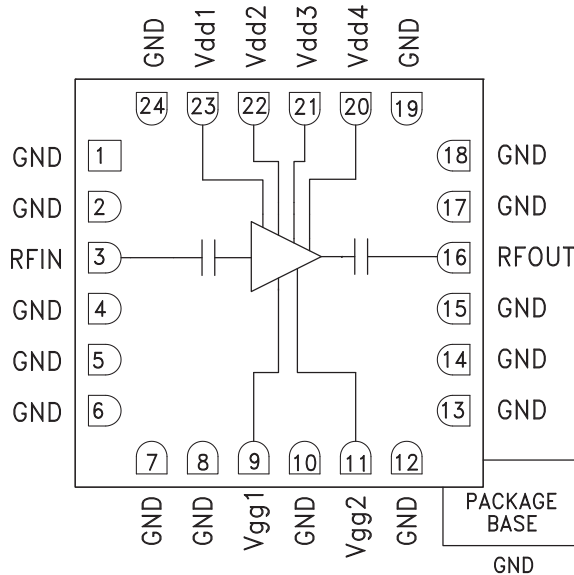 GND
Vdd1
Vdd2
Vdd3
Vdd4
GND
24
23
22
21
20
19
GND 1
18 GND
GND 2
17 GND
RFIN 3
16 RFOUT
GND 4
15 GND
GND 5
14 GND
GND 6
13 GND
7
8
9
10
11
12
GND
GND
Vgg1
GND
Vgg2
GND
PACKAGE
BASE
GND